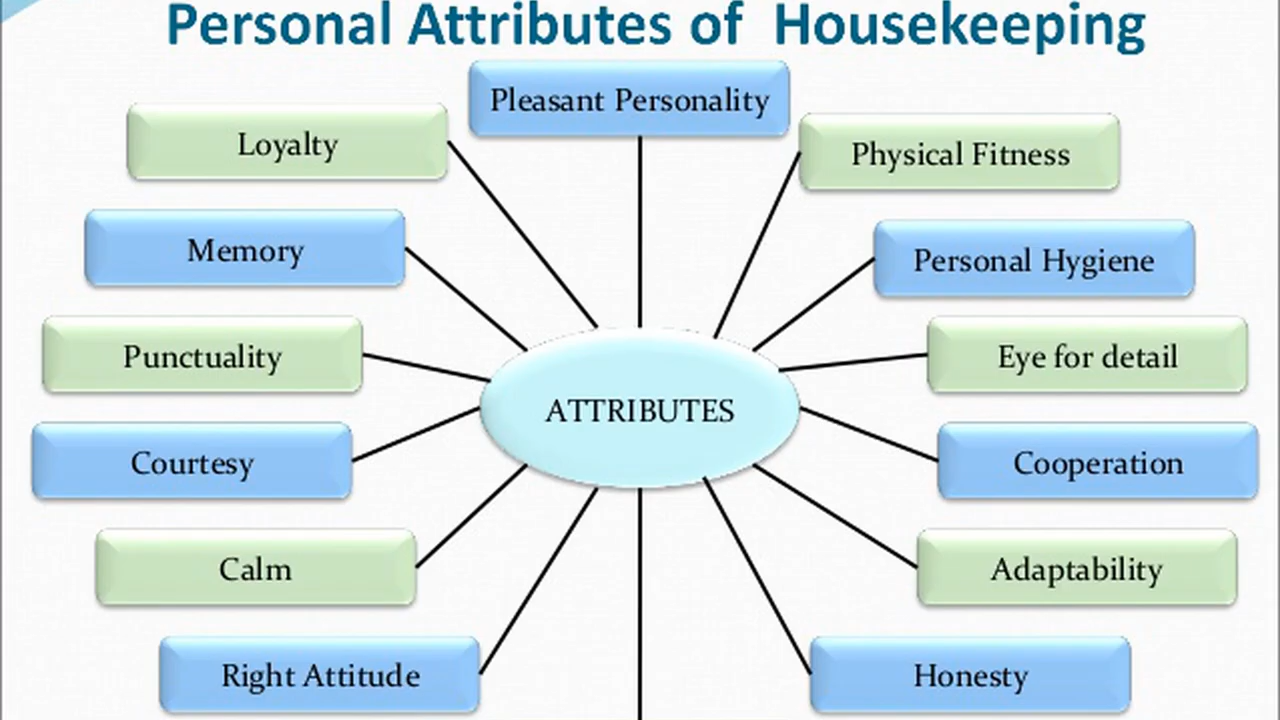 Personal Attributes of Housekeeping
Pleasant Personality
Loyalty
Physical Fitness
Memory
Personal Hygiene
Punctuality
Eye for detail
ATTRIBUTES
Courtesy
Cooperation
Calm
Adaptability
Right Attitude
Honesty